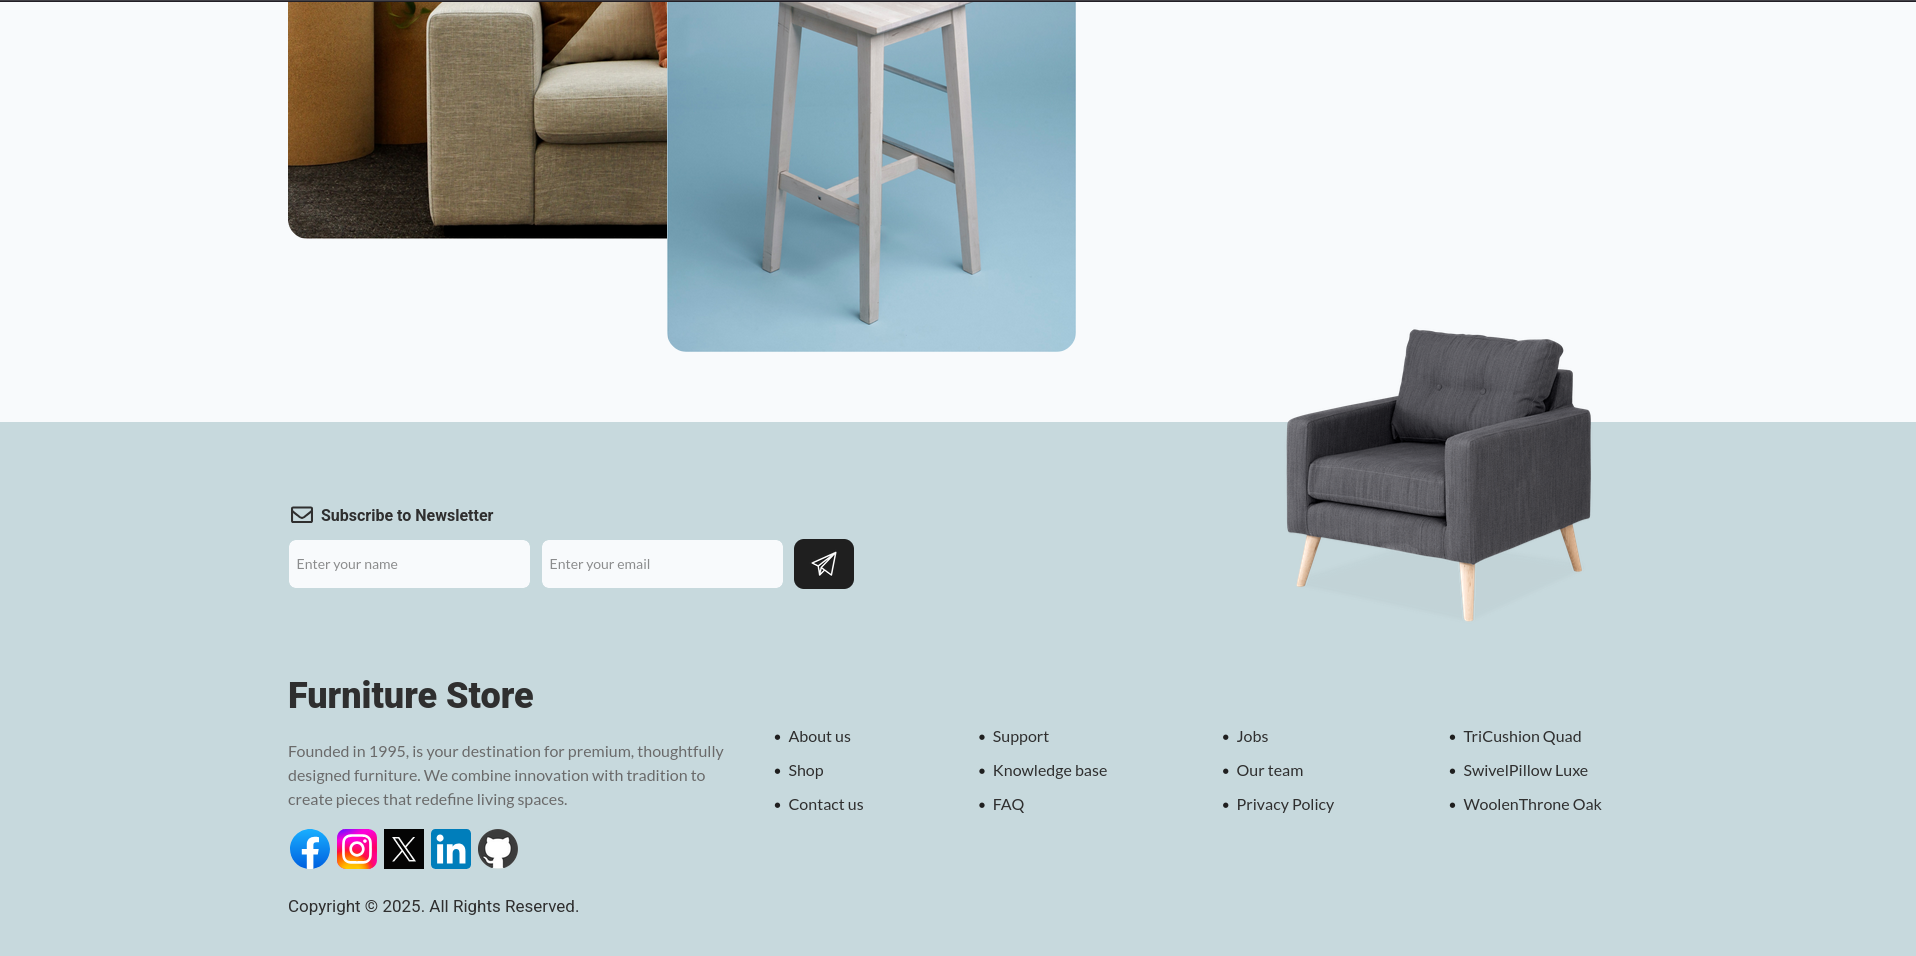 Subscribe to Newsletter
Enter your name
Enter your email
Furniture Store
Founded in 1995, is your destination for premium, thoughtfully
designed furniture. We combine innovation with tradition to
create pieces that redefine living spaces.
Copyright © 2025. All Rights Reserved.
• About us
• Shop
• Contact us
• Support
• Knowledge base
• FAQ
• Jobs
• Our team
• Privacy Policy
• TriCushion Quad
• SwivelPillow Luxe
• WoolenThrone Oak